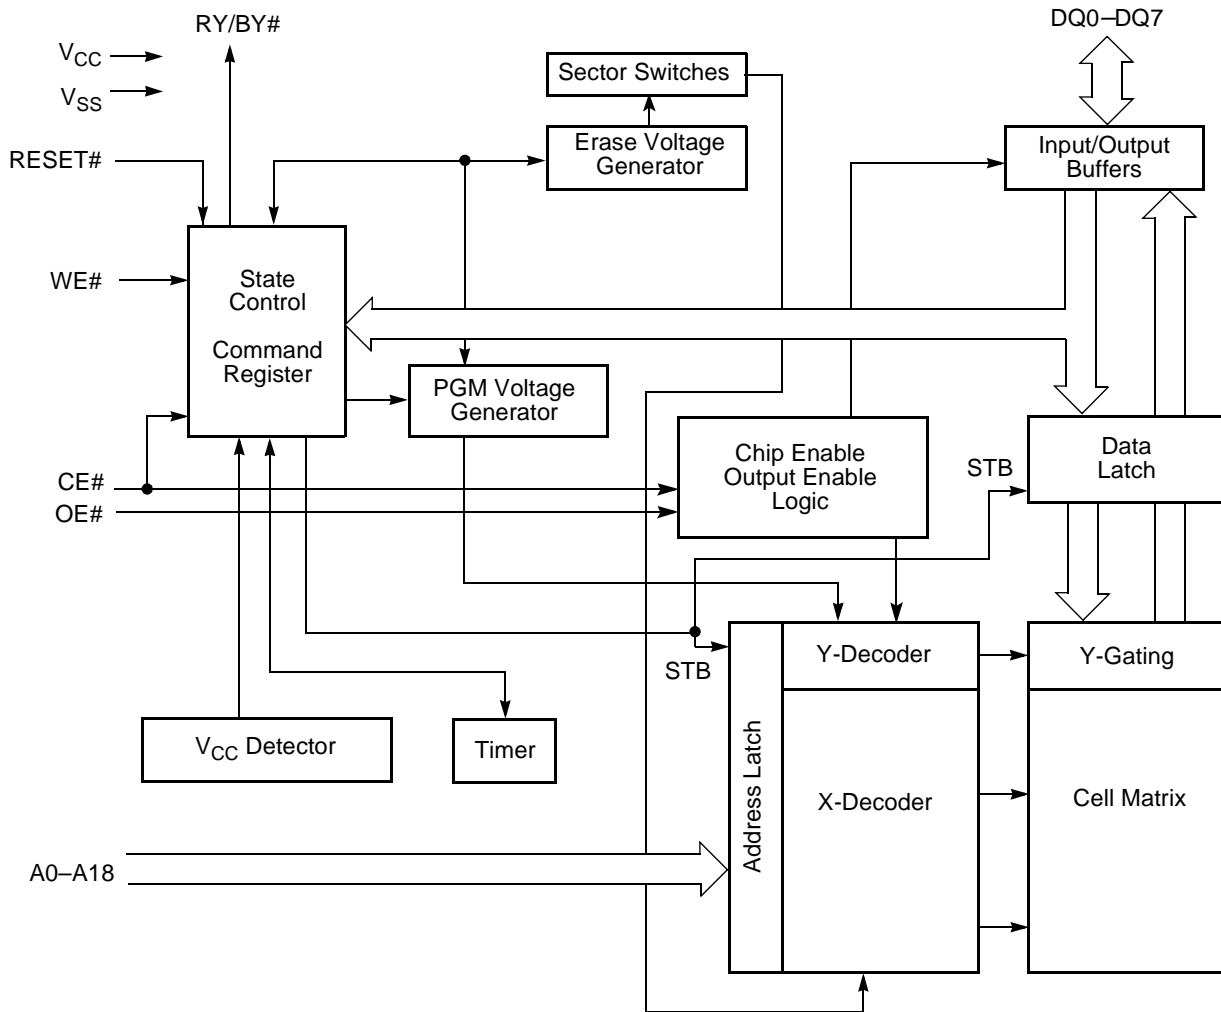 RY/BY#
DQ0–DQ7
VCC
VSS
Sector Switches
Erase Voltage
Generator
Input/Output
Buffers
RESET#
WE#
State
Control
Command
Register
PGM Voltage
Generator
Chip Enable
Output Enable
Logic
Data
Latch
STB
CE#
OE#
STB
Y-Decoder
Y-Gating
VCC Detector
Timer
Address Latch
X-Decoder
Cell Matrix
A0–A18